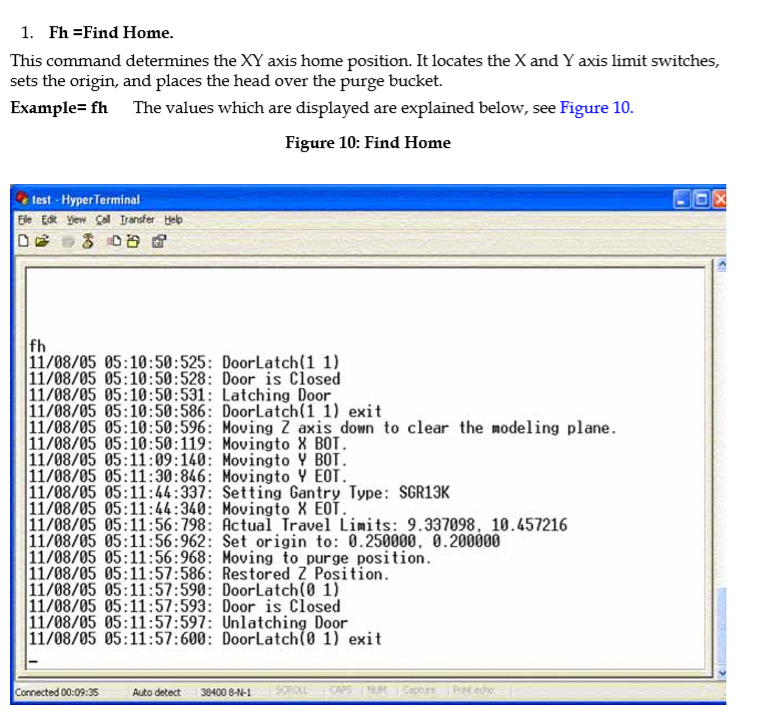 1. Fh =Find Home.
This command determines the XY axis home position. It locates the X and Y axis limit switches,
sets the origin, and places the head over the purge bucket.
Example= fh The values which are displayed are explained below, see Figure 10.
Figure 10: Find Home
test - HyperTerminal
File Edit View Call Transfer Help
fh
11/08/05 05:10:50:525: DoorLatch(1 1)
11/08/05 05:10:50:528: Door is Closed
11/08/05 05:10:50:531: Latching Door
11/08/05 05:10:50:586: DoorLatch(1 1) exit
11/08/05 05:10:50:596: Moving Z axis down to clear the modeling plane.
11/08/05 05:10:50:119: Movingto X BOT.
11/08/05 05:11:09:140: Movingto Y BOT.
11/08/05 05:11:30:846: Movingto Y EOT.
11/08/05 05:11:44:337: Setting Gantry Type: SGR13K
11/08/05 05:11:44:340: Movingto X EOT.
11/08/05 05:11:56:798: Actual Travel Limits: 9.337098, 10.457216
11/08/05 05:11:56:962: Set origin to: 0.250000, 0.200000
11/08/05 05:11:56:968: Moving to purge position.
11/08/05 05:11:57:586: Restored Z Position.
11/08/05 05:11:57:590: DoorLatch(0 1)
11/08/05 05:11:57:593: Door is Closed
11/08/05 05:11:57:597: Unlatching Door
11/08/05 05:11:57:600: DoorLatch(0 1) exit
Connected 00:09:35 Auto detect 38400 8-N-1 SCROLL CAPS NUM Capture Print echo